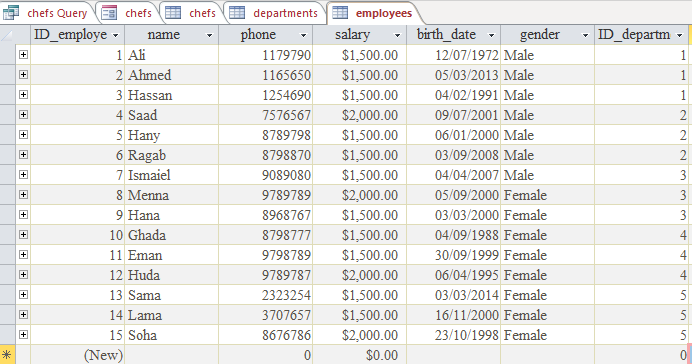 chefs Query chefs chefs departments employees
ID_employe name phone salary birth_date gender ID_departm
1 Ali 1179790 $1,500.00 12/07/1972 Male 1
2 Ahmed 1165650 $1,500.00 05/03/2013 Male 1
3 Hassan 1254690 $1,500.00 04/02/1991 Male 1
4 Saad 7576567 $2,000.00 09/07/2001 Male 2
5 Hany 8789798 $1,500.00 06/01/2000 Male 2
6 Ragab 8798870 $1,500.00 03/09/2008 Male 2
7 Ismaiel 9089080 $1,500.00 04/04/2007 Male 3
8 Menna 9789789 $2,000.00 05/09/2000 Female 3
9 Hana 8968767 $1,500.00 03/03/2000 Female 3
10 Ghada 8798777 $1,500.00 04/09/1988 Female 4
11 Eman 9798789 $1,500.00 30/09/1999 Female 4
12 Huda 9789787 $2,000.00 06/04/1995 Female 4
13 Sama 2323254 $1,500.00 03/03/2014 Female 5
14 Lama 3707657 $1,500.00 16/11/2000 Female 5
15 Soha 8676786 $2,000.00 23/10/1998 Female 5
(New) 0 $0.00 0